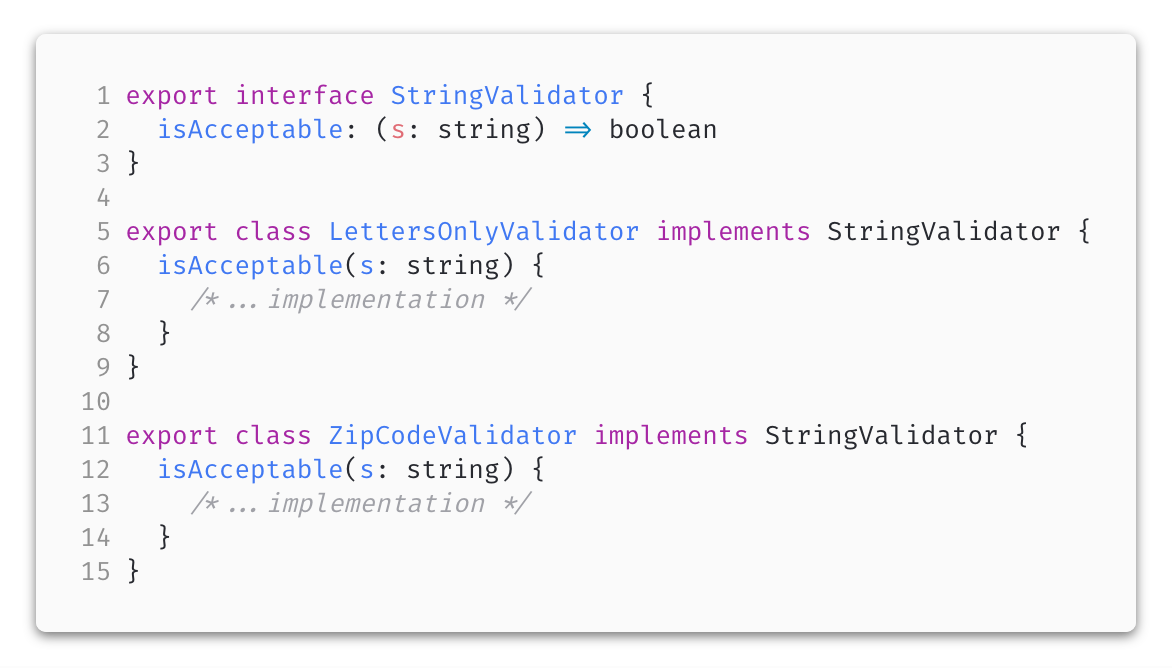 1 export interface StringValidator {
2   isAcceptable: (s: string) => boolean
3 }
4
5 export class LettersOnlyValidator implements StringValidator {
6   isAcceptable(s: string) {
7     /* ... implementation */
8   }
9 }
10
11 export class ZipCodeValidator implements StringValidator {
12   isAcceptable(s: string) {
13     /* ... implementation */
14   }
15 }